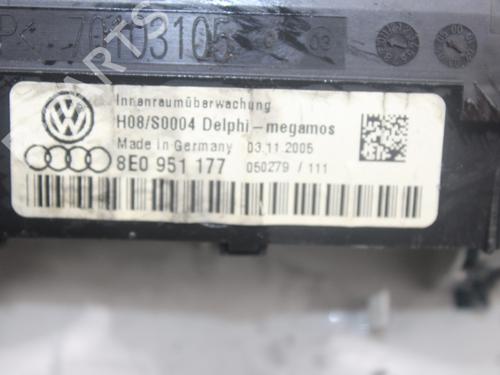 70103105
Innenraumüberwachung
H08/S0004 Delphi-megamos
Made in Germany 03.11.2005
8E0 951 177 050279 / 111